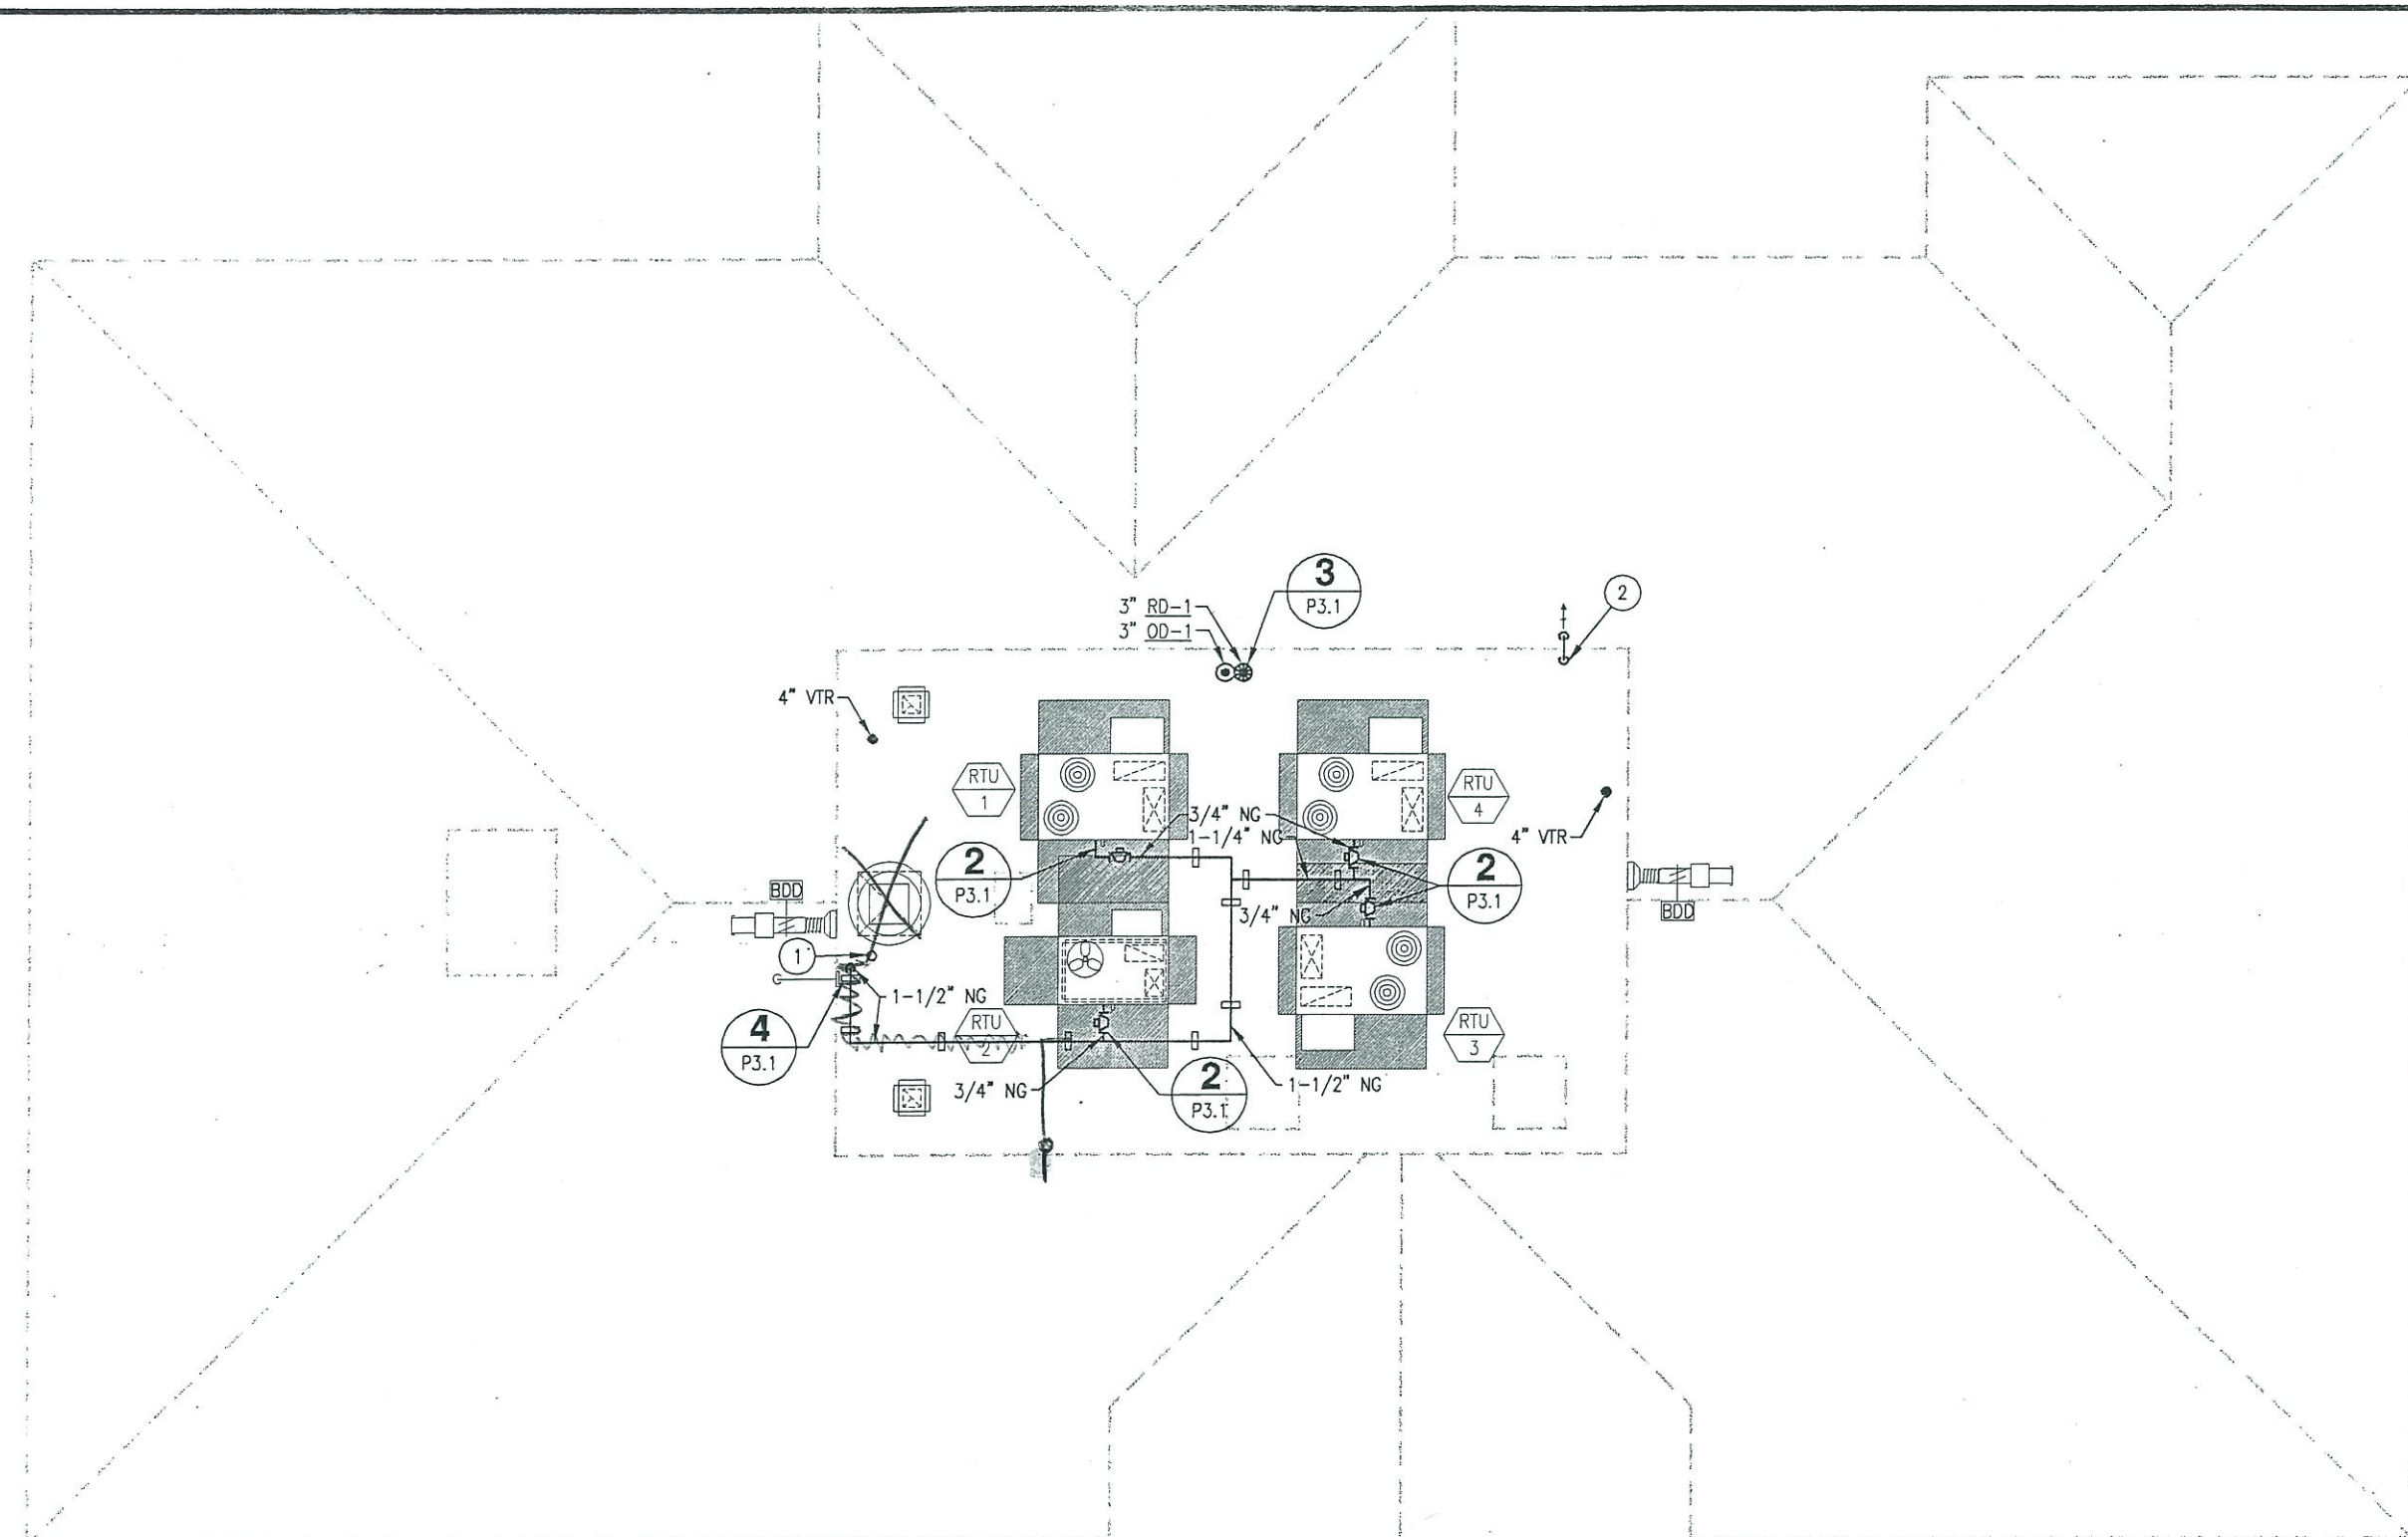 3
P3.1
3" RD-1
3" OD-1
2
4" VTR
RTU
1
RTU
4
3/4" NG
1-1/4" NG
4" VTR
2
P3.1
2
P3.1
BDD
3/4" NG
BDD
1
1-1/2" NG
4
P3.1
RTU
2
RTU
3
3/4" NG
2
P3.1
1-1/2" NG